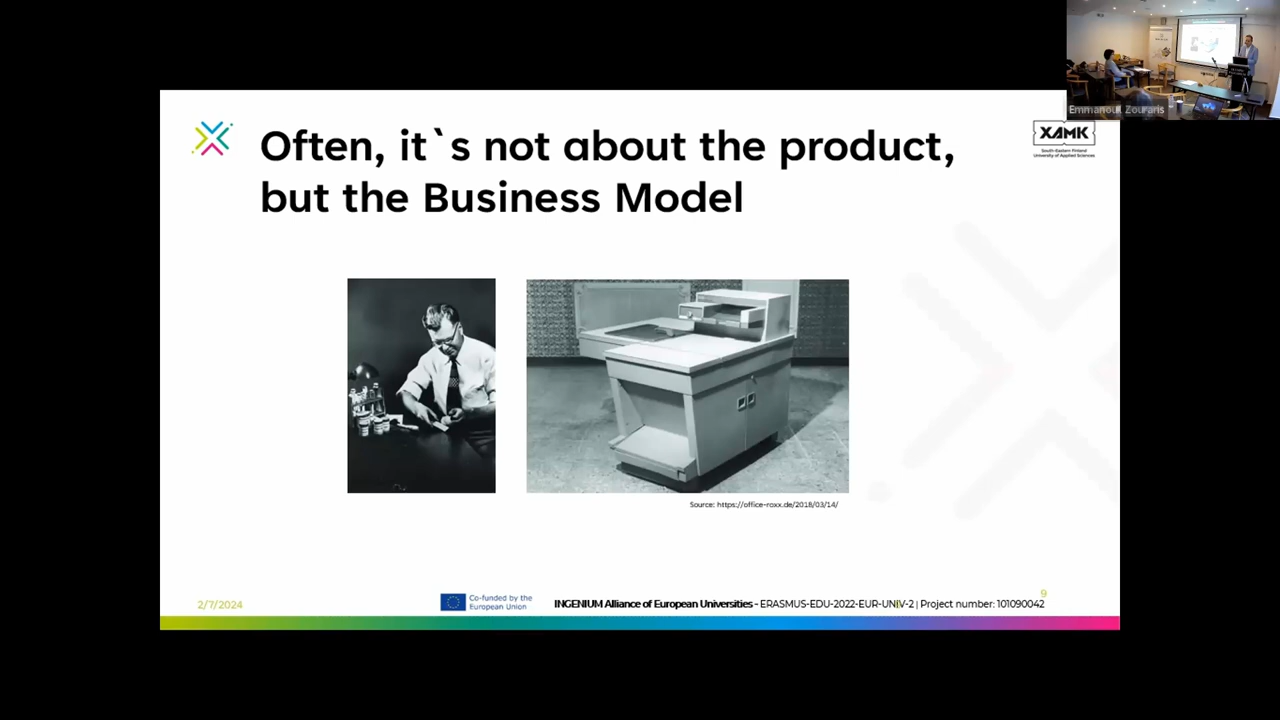 Emmanouil Zouraris
Often, it`s not about the product,
but the Business Model
XAMK
South-Eastern Finland
University of Applied Sciences
Source: https://office-roxx.de/2018/03/14/
9
2/7/2024
Co-funded by the
European Union
INGENIUM Alliance of European Universities - ERASMUS-EDU-2022-EUR-UNIV-2 | Project number: 101090042